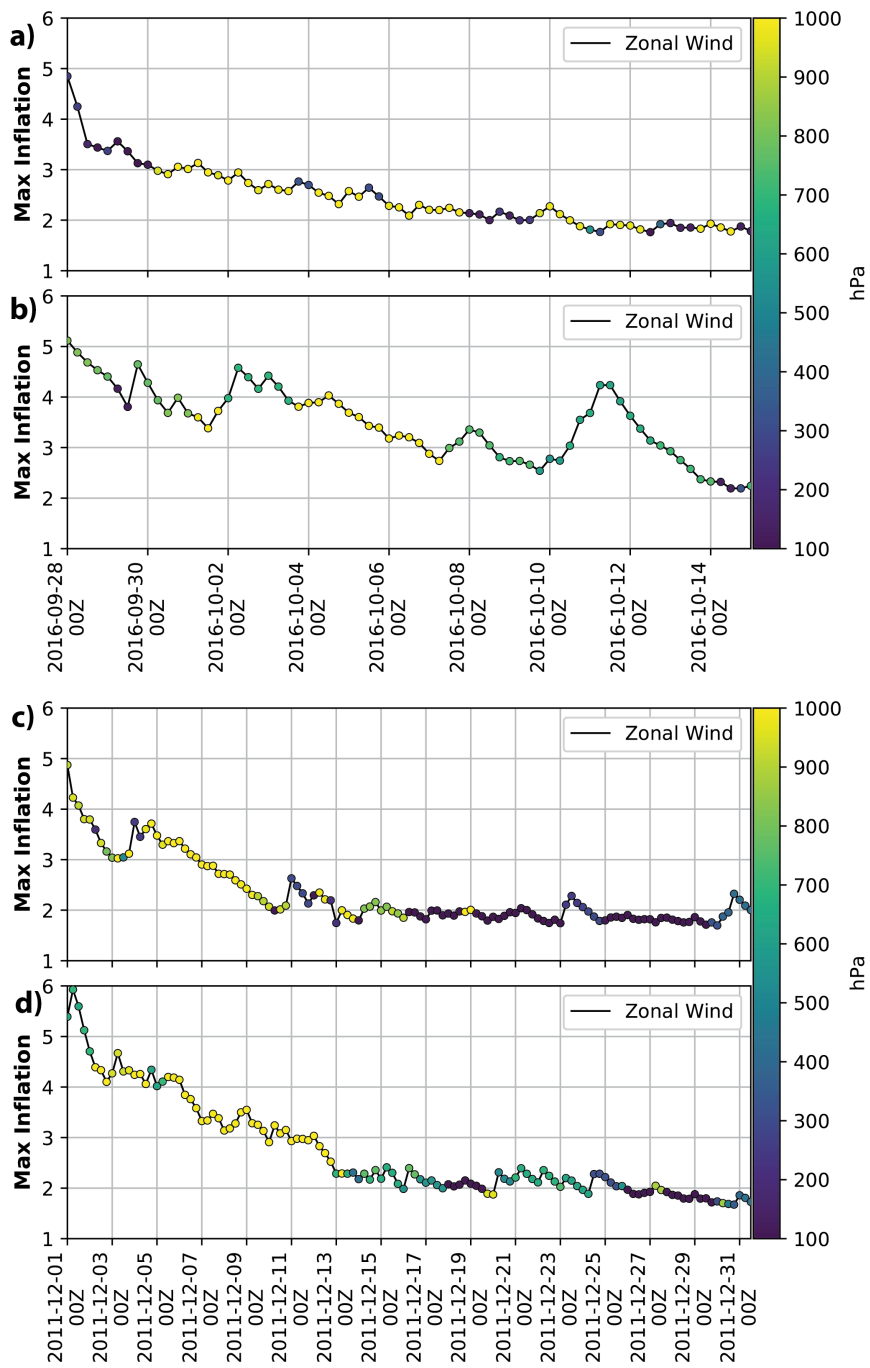 a)
Max Inflation
6
5
4
3
2
1
Zonal Wind
b)
Max Inflation
6
5
4
3
2
1
Zonal Wind
1000
900
800
700
600
500
400
300
200
100
hPa
2016-09-28
00Z
2016-09-30
00Z
2016-10-02
00Z
2016-10-04
00Z
2016-10-06
00Z
2016-10-08
00Z
2016-10-10
00Z
2016-10-12
00Z
2016-10-14
00Z
c)
Max Inflation
6
5
4
3
2
1
Zonal Wind
d)
Max Inflation
6
5
4
3
2
1
Zonal Wind
1000
900
800
700
600
500
400
300
200
100
hPa
2011-12-01
00Z
2011-12-03
00Z
2011-12-05
00Z
2011-12-07
00Z
2011-12-09
00Z
2011-12-11
00Z
2011-12-13
00Z
2011-12-15
00Z
2011-12-17
00Z
2011-12-19
00Z
2011-12-21
00Z
2011-12-23
00Z
2011-12-25
00Z
2011-12-27
00Z
2011-12-29
00Z
2011-12-31
00Z